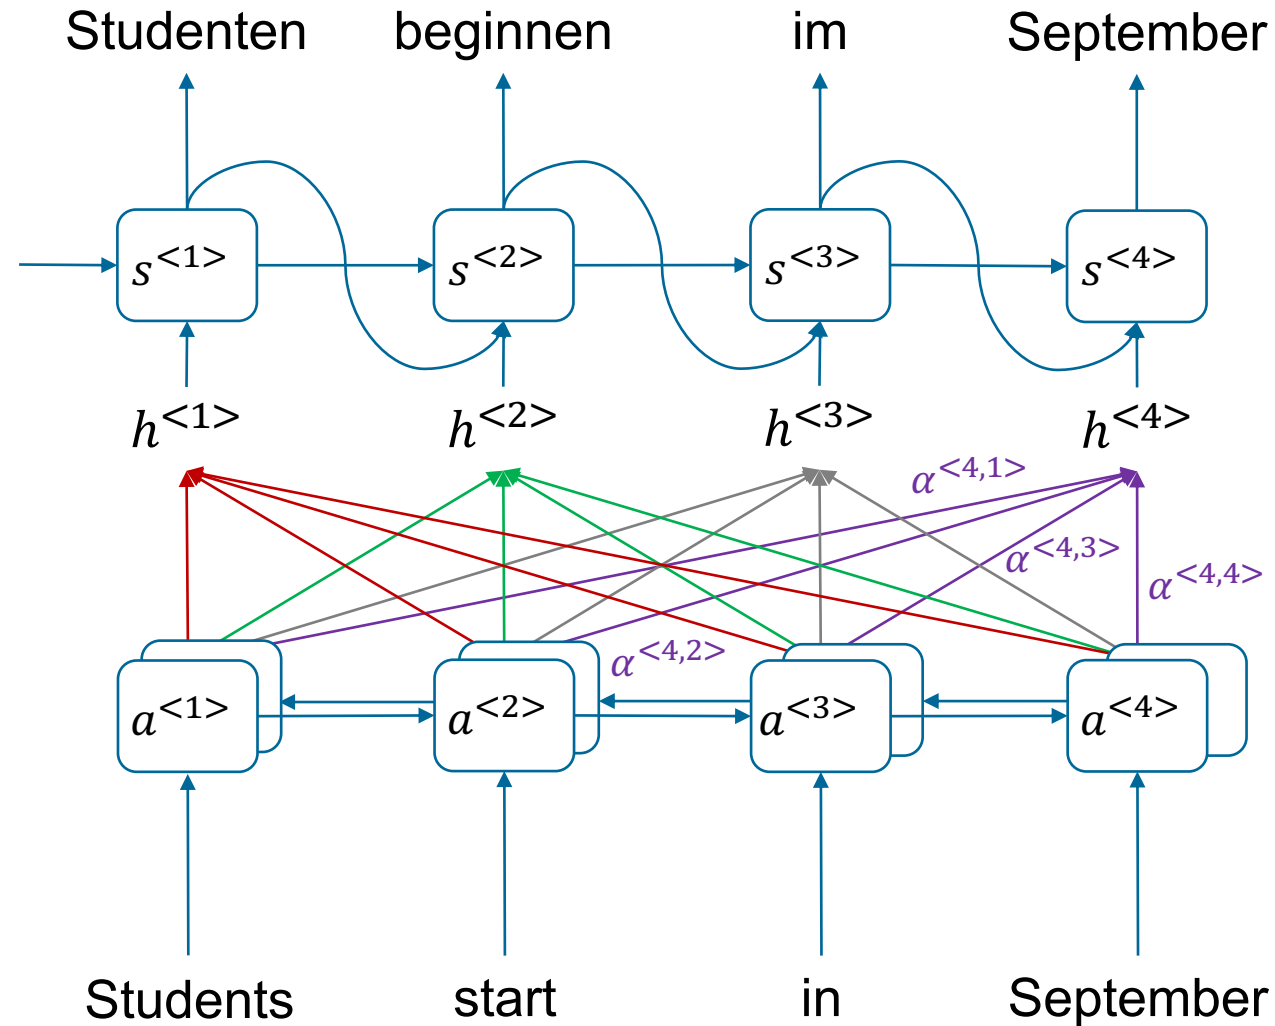 Studenten beginnen im September
s<1> s<2> s<3> s<4>
h<1> h<2> h<3> h<4>
α<4,1>
α<4,3>
α<4,4>
α<4,2>
a<1> a<2> a<3> a<4>
Students start in September